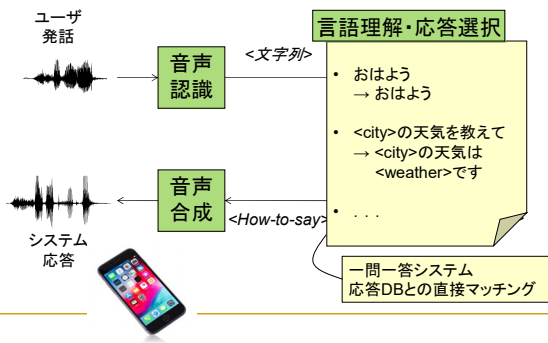 ユーザ
発話
音声
認識
<文字列>
言語理解・応答選択
• おはよう
→ おはよう
• <city>の天気を教えて
→ <city>の天気は
<weather>です
• . . .
音声
合成
<How-to-say>
システム
応答
一問一答システム
応答DBとの直接マッチング